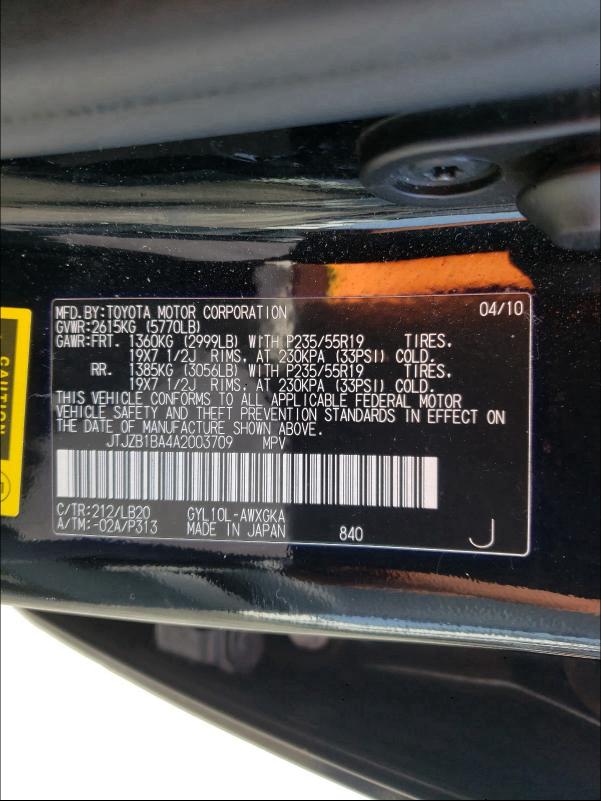 MFD.BY:TOYOTA MOTOR CORPORATION 04/10
GVWR:2615KG (5770LB)
GAWR:FRT. 1360KG (2999LB) WITH P235/55R19 TIRES.
19X7 1/2J RIMS. AT 230KPA (33PSI) COLD.
RR. 1385KG (3056LB) WITH P235/55R19 TIRES.
19X7 1/2J RIMS. AT 230KPA (33PSI) COLD.
THIS VEHICLE CONFORMS TO ALL APPLICABLE FEDERAL MOTOR
VEHICLE SAFETY AND THEFT PREVENTION STANDARDS IN EFFECT ON
THE DATE OF MANUFACTURE SHOWN ABOVE.
JTJZB1BA4A2003709 MPV
C/TR:212/LB20 GYL10L-AWXGKA
A/TM:-02A/P313 MADE IN JAPAN 840 J
CAUTION